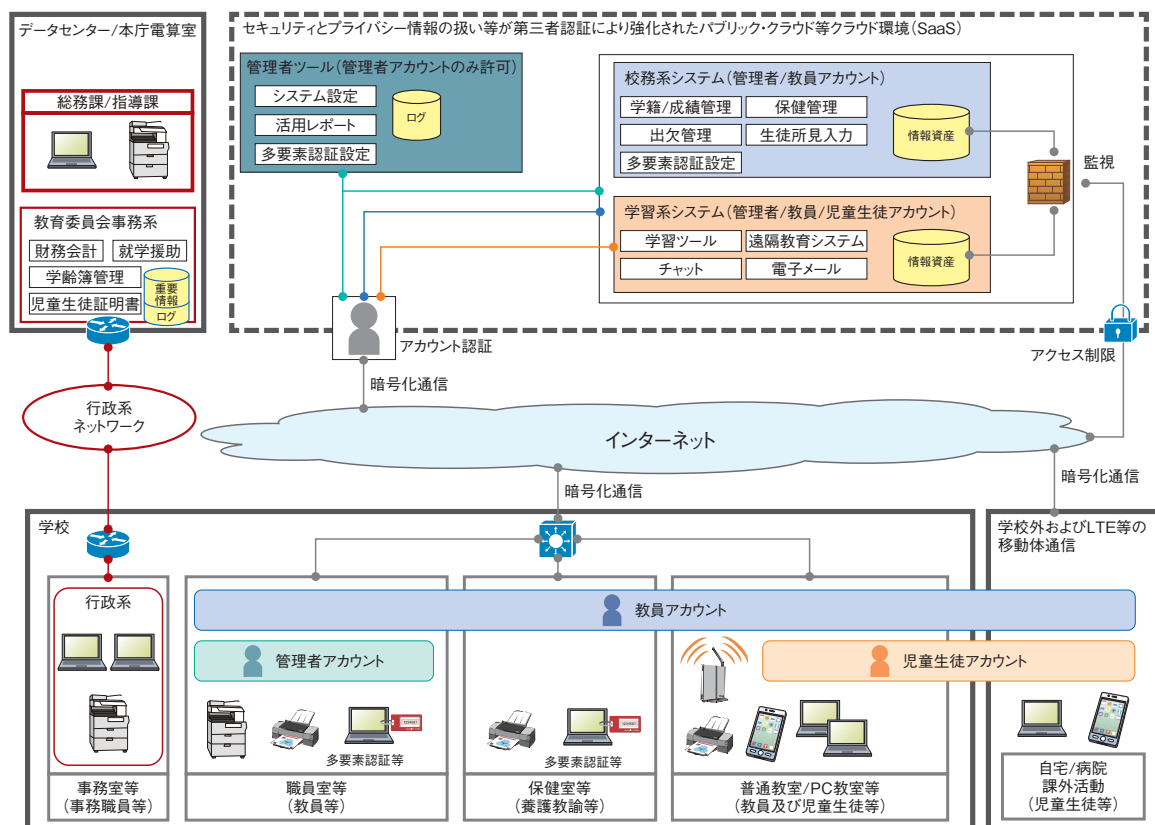 データセンター/本庁電算室
総務課/指導課
教育委員会事務系
財務会計
就学援助
学齢簿管理
児童生徒証明書
重要
情報
ログ
セキュリティとプライバシー情報の扱い等が第三者認証により強化されたパブリック・クラウド等クラウド環境(SaaS)
管理者ツール(管理者アカウントのみ許可)
システム設定
活用レポート
多要素認証設定
ログ
校務系システム(管理者/教員アカウント)
学籍/成績管理
保健管理
出欠管理
生徒所見入力
多要素認証設定
情報資産
監視
学習系システム(管理者/教員/児童生徒アカウント)
学習ツール
遠隔教育システム
チャット
電子メール
情報資産
アカウント認証
アクセス制限
暗号化通信
行政系
ネットワーク
インターネット
暗号化通信
暗号化通信
学校
学校外およびLTE等の
移動体通信
行政系
教員アカウント
管理者アカウント
児童生徒アカウント
多要素認証等
多要素認証等
事務室等
(事務職員等)
職員室等
(教員等)
保健室等
(養護教諭等)
普通教室/PC教室等
(教員及び児童生徒等)
自宅/病院
課外活動
(児童生徒等)